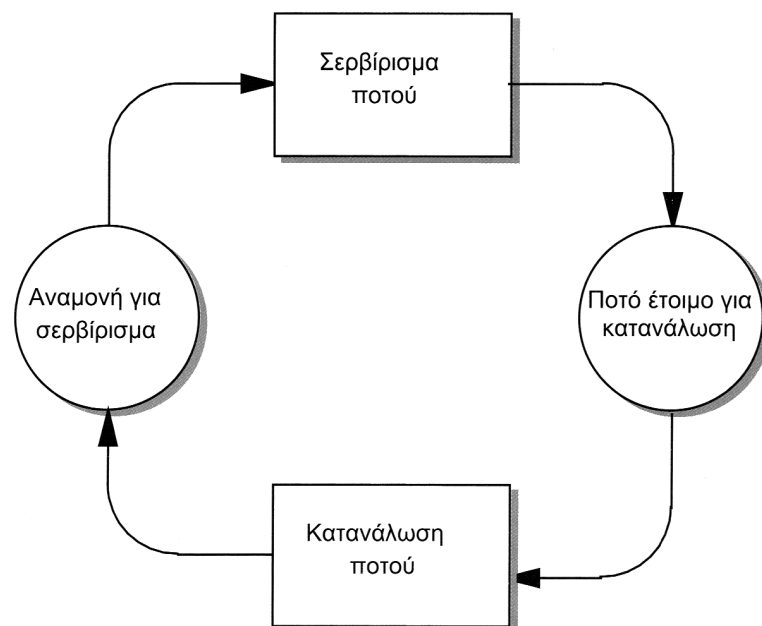 Σερβίρισμα
ποτού
Αναμονή για
σερβίρισμα
Ποτό έτοιμο για
κατανάλωση
Κατανάλωση
ποτού